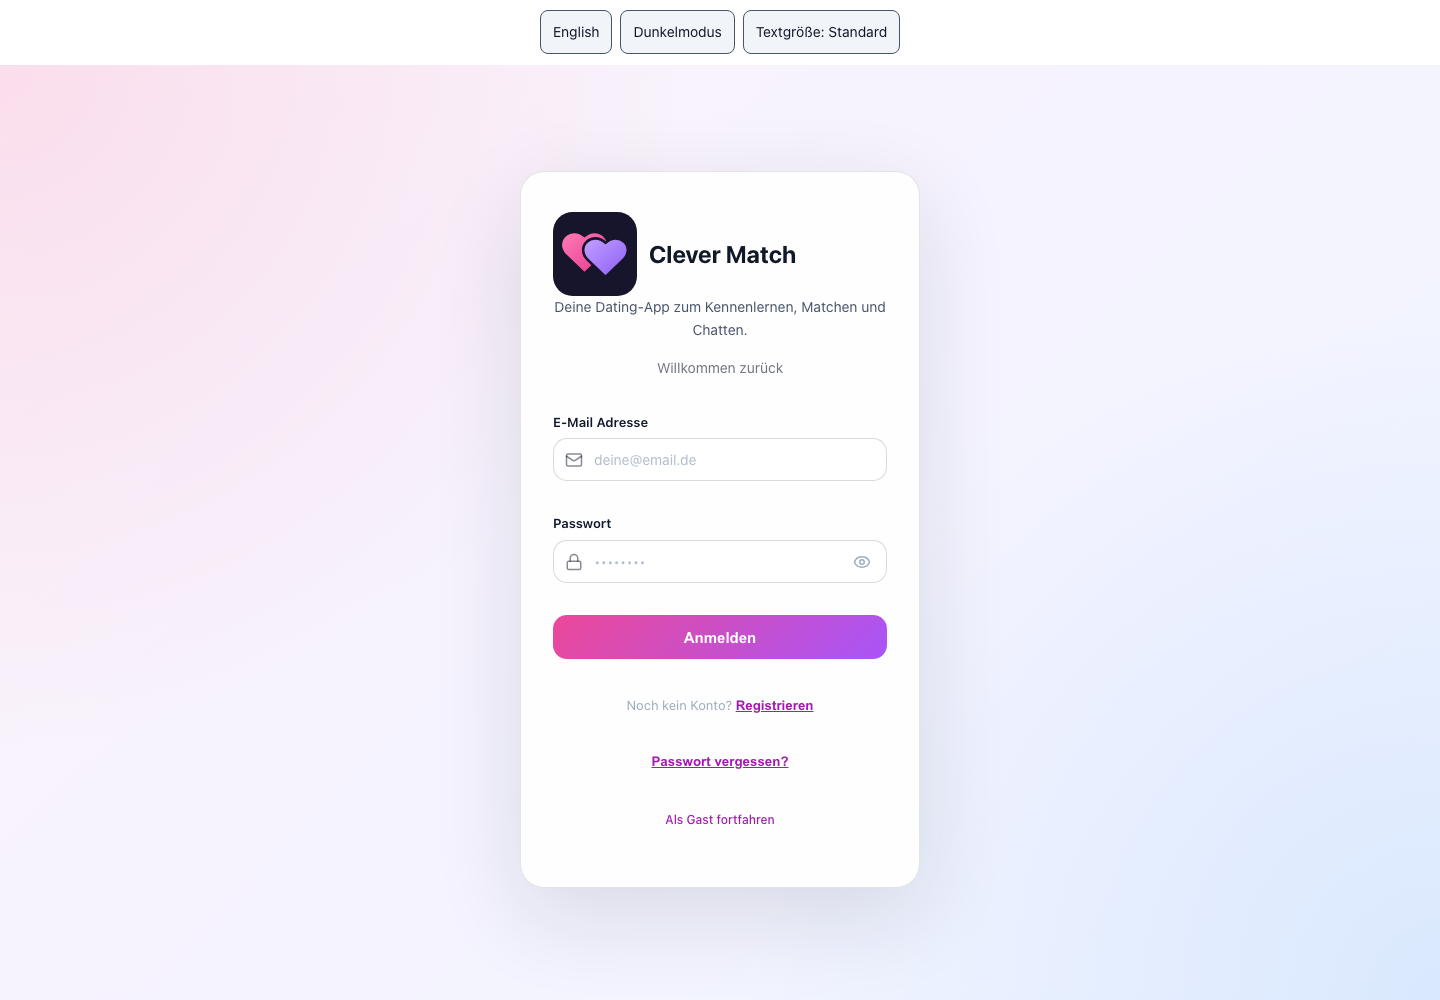 English
Dunkelmodus
Textgröße: Standard
Clever Match
Deine Dating-App zum Kennenlernen, Matchen und
Chatten.
Willkommen zurück
E-Mail Adresse
deine@email.de
Passwort
••••••••
Anmelden
Noch kein Konto? Registrieren
Passwort vergessen?
Als Gast fortfahren